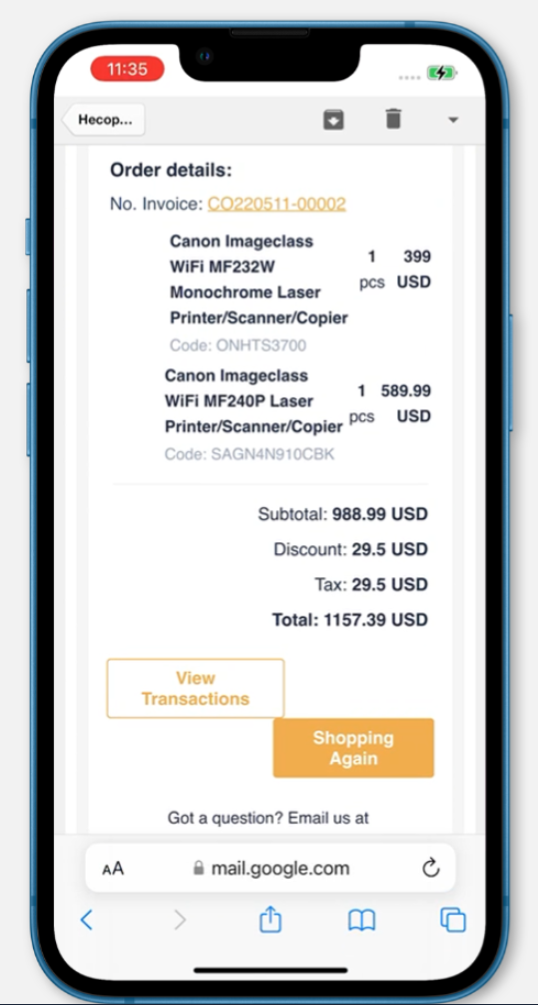 11:35
Несор...
Order details:
No. Invoice: CO220511-00002
Canon Imageclass
WiFi MF232W
Monochrome Laser
Printer/Scanner/Copier
1 pcs
399 USD
Code: ONHTS3700
Canon Imageclass
WiFi MF240P Laser
Printer/Scanner/Copier
1 pcs
589.99 USD
Code: SAGN4N910CBK
Subtotal: 988.99 USD
Discount: 29.5 USD
Tax: 29.5 USD
Total: 1157.39 USD
View
Transactions
Shopping
Again
Got a question? Email us at
AA
mail.google.com